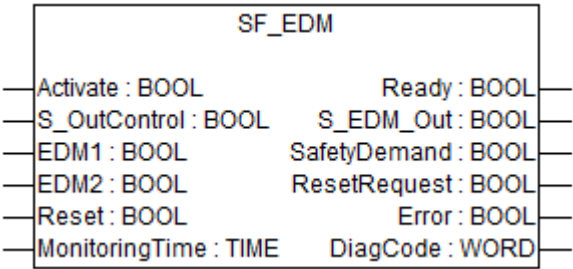 SF_EDM
Activate : BOOL Ready : BOOL
S_OutControl : BOOL S_EDM_Out : BOOL
EDM1 : BOOL SafetyDemand : BOOL
EDM2 : BOOL ResetRequest : BOOL
Reset : BOOL Error : BOOL
MonitoringTime : TIME DiagCode : WORD